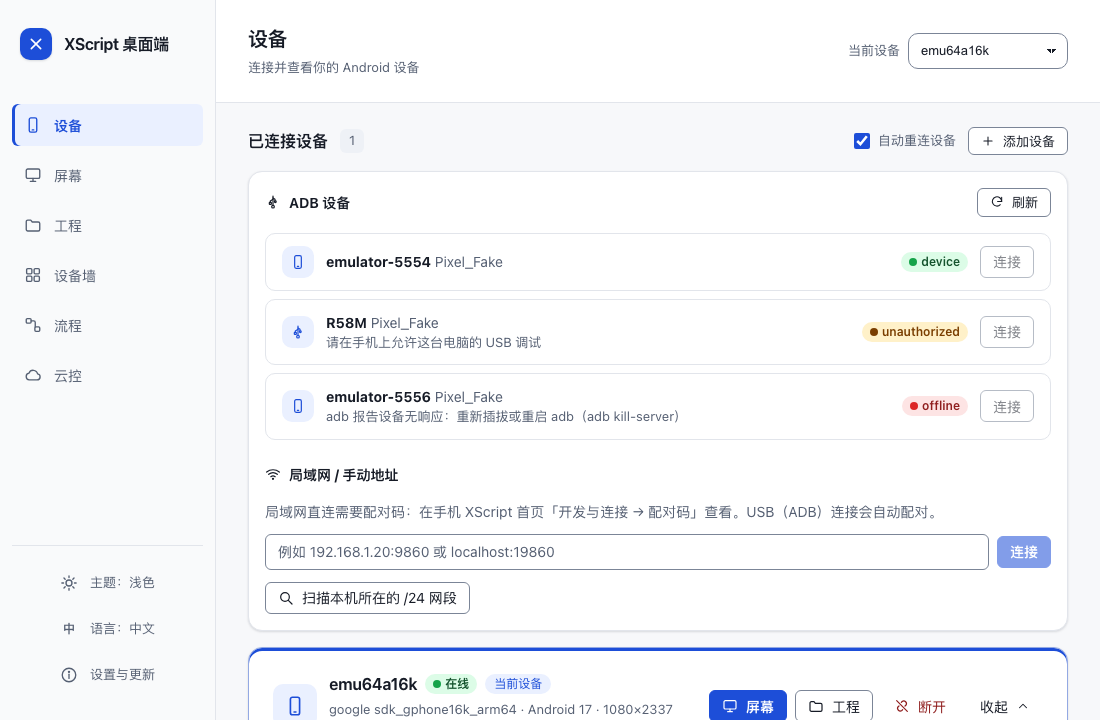 XScript 桌面端
设备
屏幕
工程
设备墙
流程
云控
主题：浅色
中 语言：中文
设置与更新
设备
连接并查看你的 Android 设备
当前设备 emu64a16k
已连接设备 1
自动重连设备
添加设备
ADB 设备
刷新
emulator-5554 Pixel_Fake
device
连接
R58M Pixel_Fake
请在手机上允许这台电脑的 USB 调试
unauthorized
连接
emulator-5556 Pixel_Fake
adb 报告设备无响应：重新插拔或重启 adb（adb kill-server）
offline
连接
局域网 / 手动地址
局域网直连需要配对码：在手机 XScript 首页「开发与连接 → 配对码」查看。USB（ADB）连接会自动配对。
例如 192.168.1.20:9860 或 localhost:19860
连接
扫描本机所在的 /24 网段
emu64a16k 在线 当前设备
google sdk_gphone16k_arm64 · Android 17 · 1080×2337
屏幕
工程
断开
收起